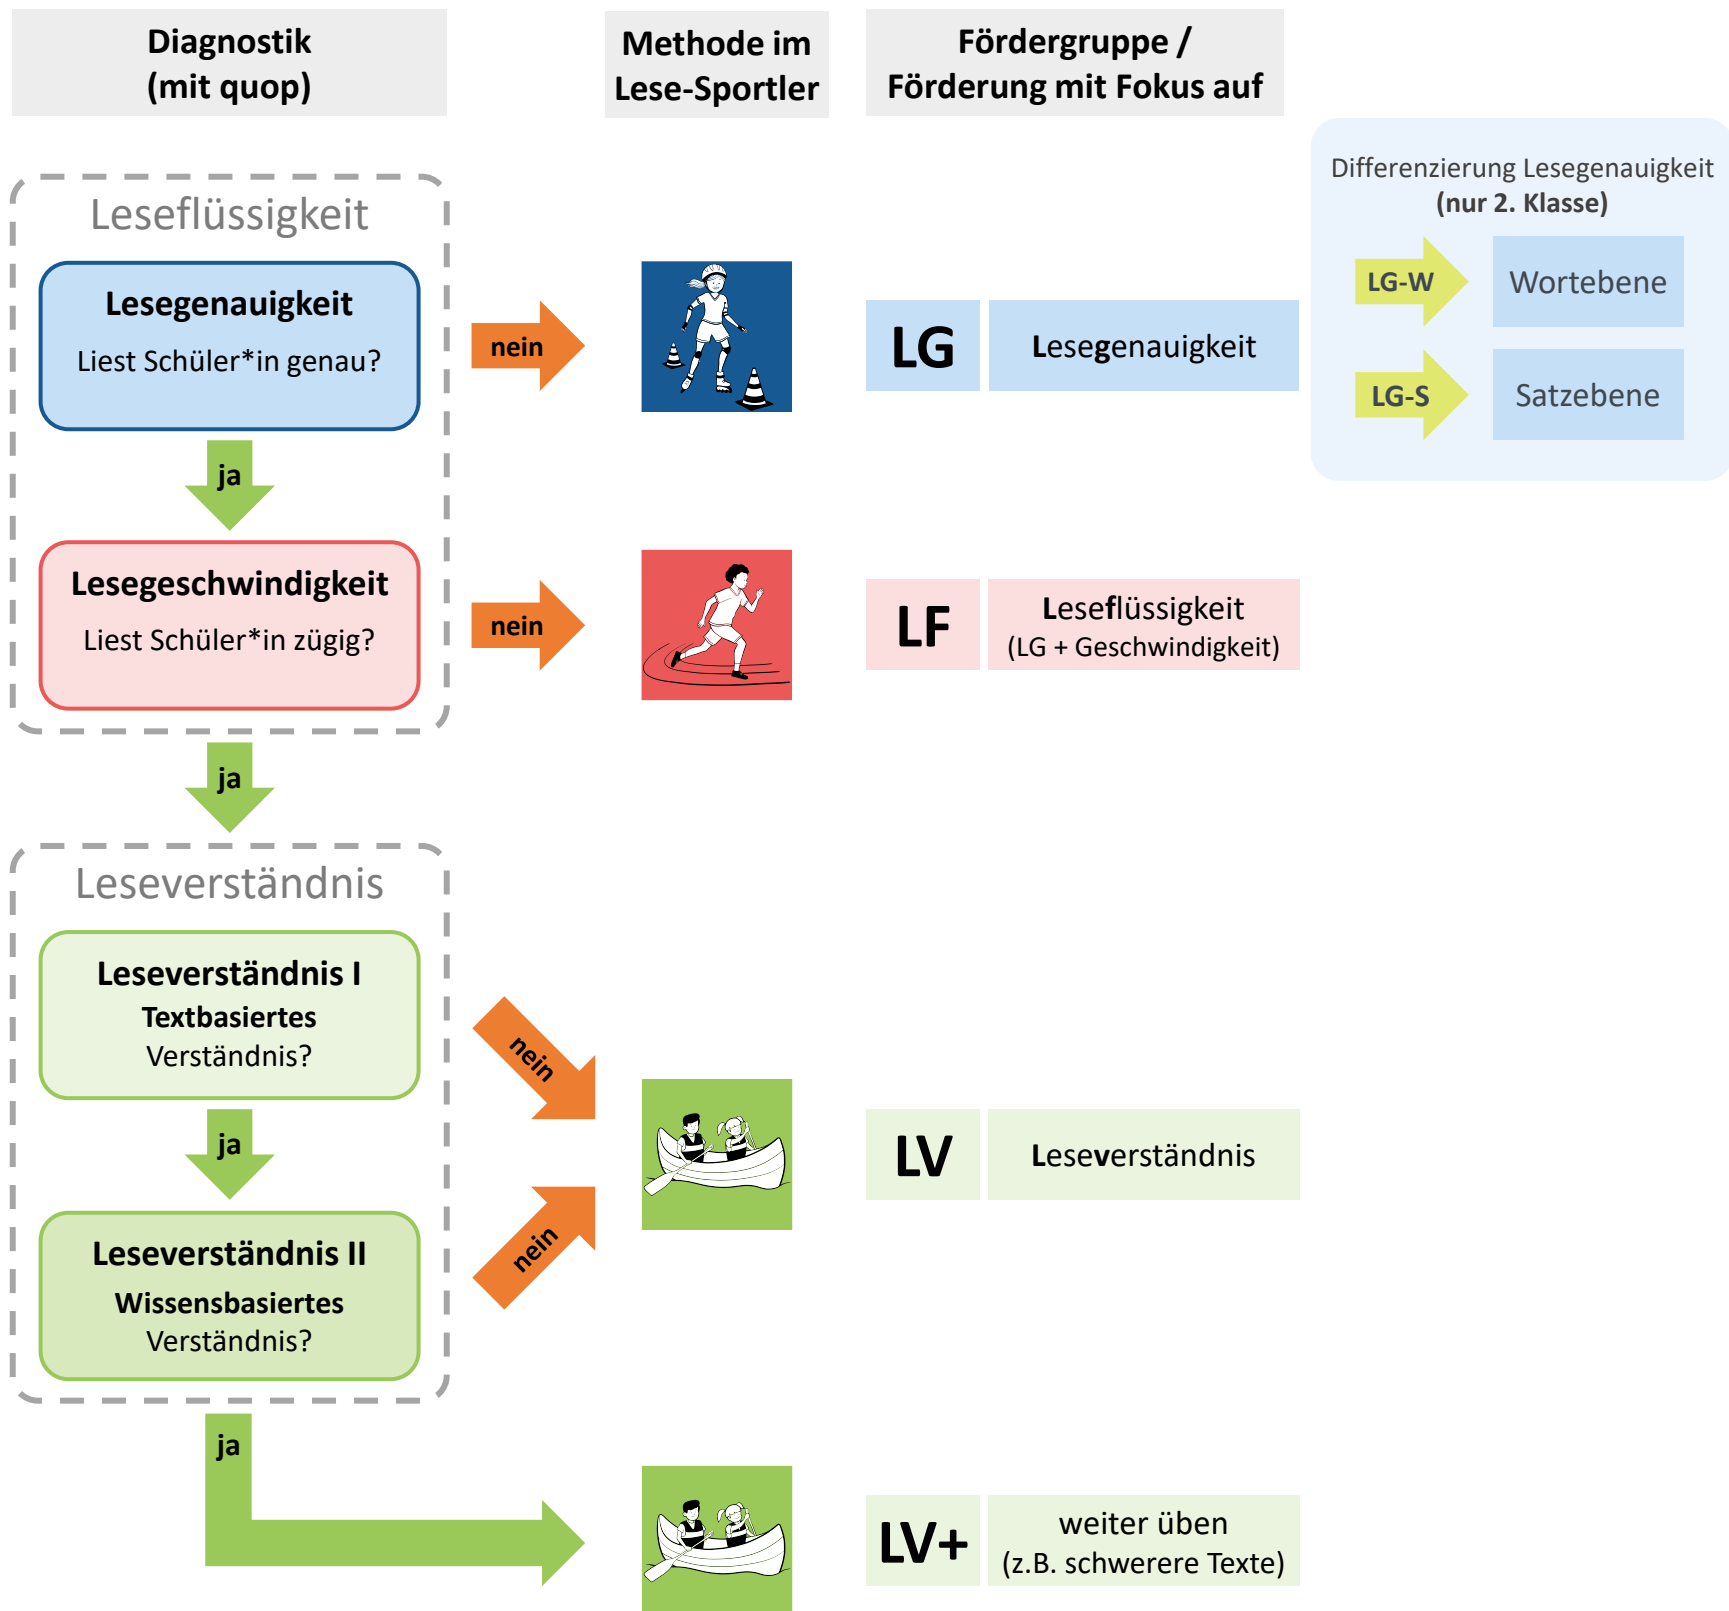 Diagnostik
(mit quop)
Methode im
Lese-Sportler
Fördergruppe /
Förderung mit Fokus auf
Leseflüssigkeit
Lesegenauigkeit
Liest Schüler*in genau?
nein
LG
Lesegenauigkeit
Differenzierung Lesegenauigkeit
(nur 2. Klasse)
LG-W
Wortebene
LG-S
Satzebene
ja
Lesegeschwindigkeit
Liest Schüler*in zügig?
nein
LF
Leseflüssigkeit
(LG + Geschwindigkeit)
ja
Leseverständnis
Leseverständnis I
Textbasiertes
Verständnis?
nein
ja
LV
Leseverständnis
Leseverständnis II
Wissensbasiertes
Verständnis?
nein
ja
LV+
weiter üben
(z.B. schwerere Texte)